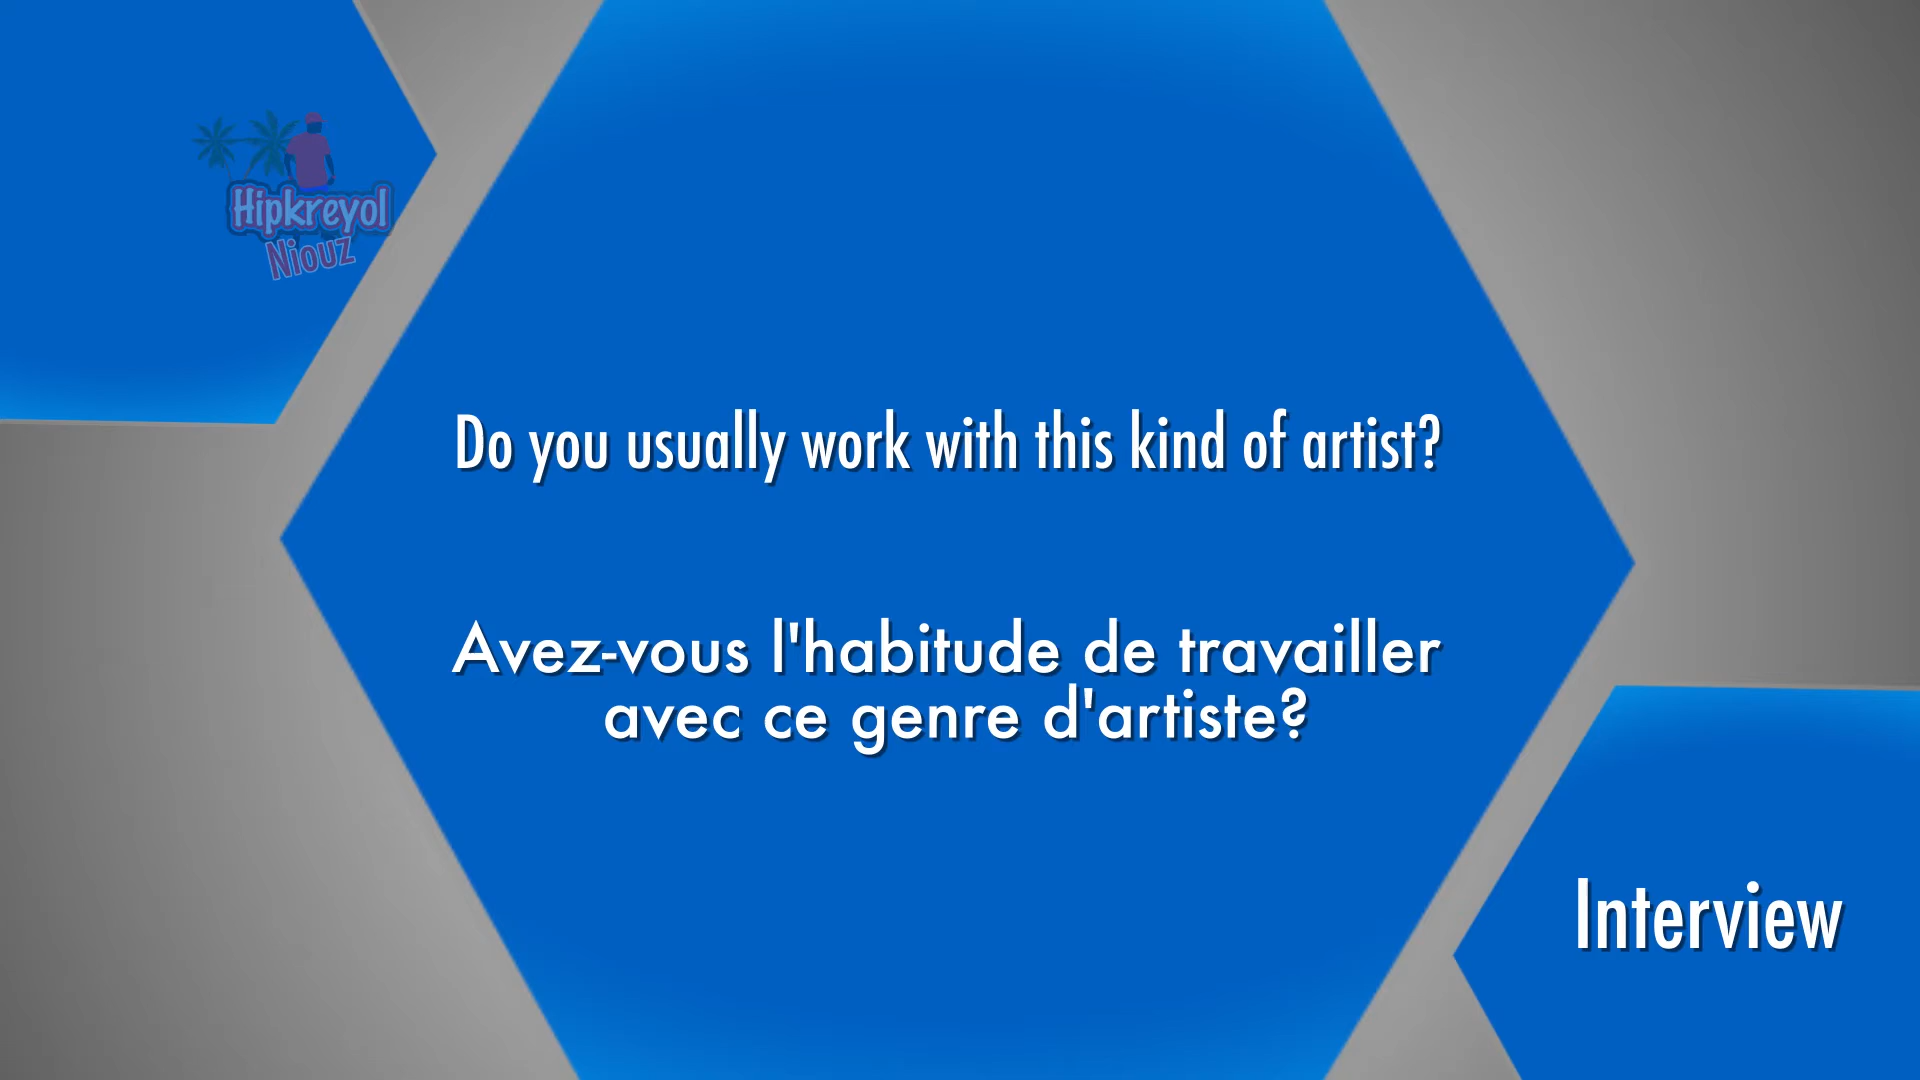 Hipkreyol
Niouz
Do you usually work with this kind of artist?
Avez-vous l'habitude de travailler
avec ce genre d'artiste?
Interview